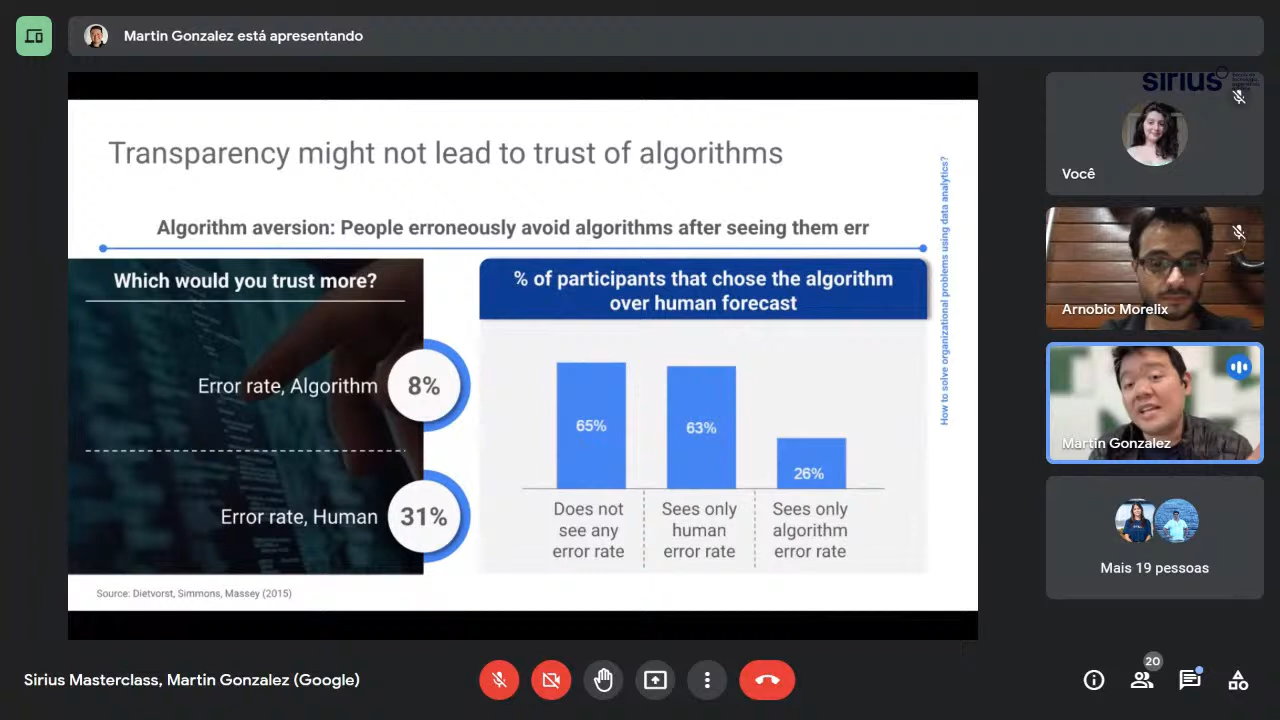 Martin Gonzalez está apresentando
Transparency might not lead to trust of algorithms
Algorithm aversion: People erroneously avoid algorithms after seeing them err
Which would you trust more?
Error rate, Algorithm
8%
Error rate, Human
31%
% of participants that chose the algorithm
over human forecast
65%
63%
26%
Does not
see any
error rate
Sees only
human
error rate
Sees only
algorithm
error rate
How to solve organizational problems using data analytics?
Source: Dietvorst, Simmons, Massey (2015)
sirius
Você
Arnobio Morelix
Martin Gonzalez
Mais 19 pessoas
Sirius Masterclass, Martin Gonzalez (Google)
20